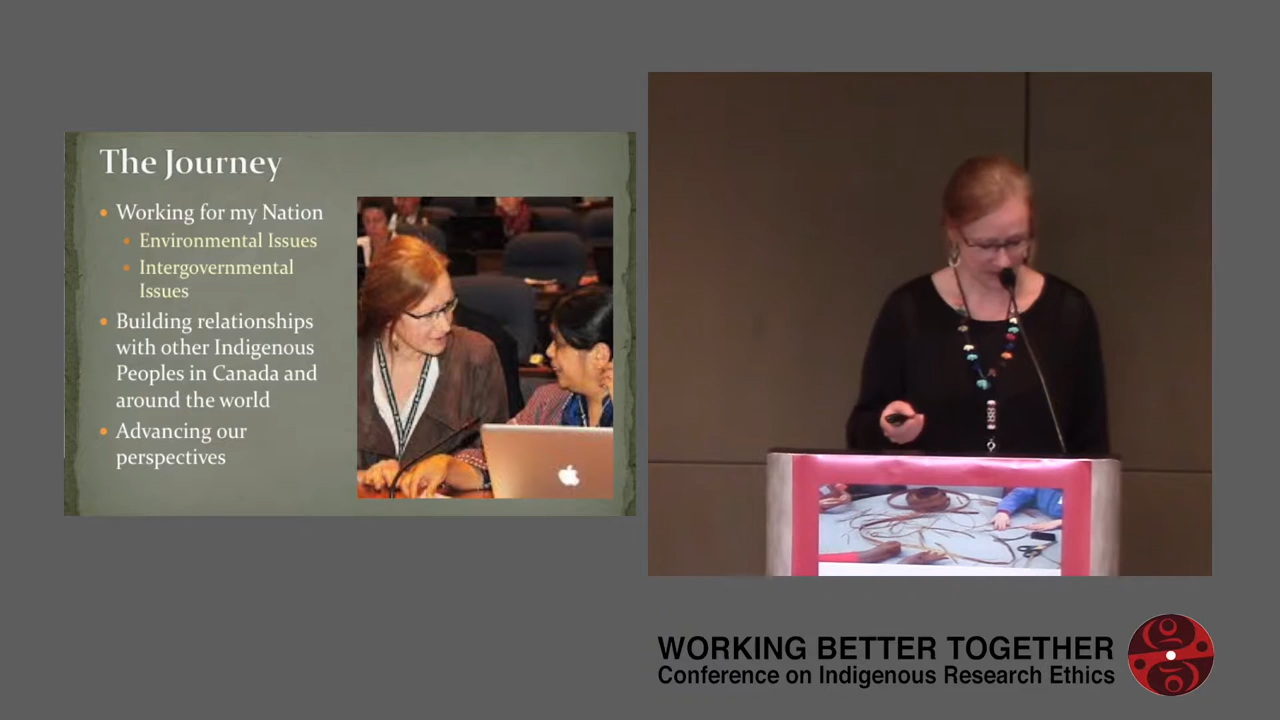 The Journey
Working for my Nation
Environmental Issues
Intergovernmental
Issues
Building relationships
with other Indigenous
Peoples in Canada and
around the world
Advancing our
perspectives
WORKING BETTER TOGETHER
Conference on Indigenous Research Ethics